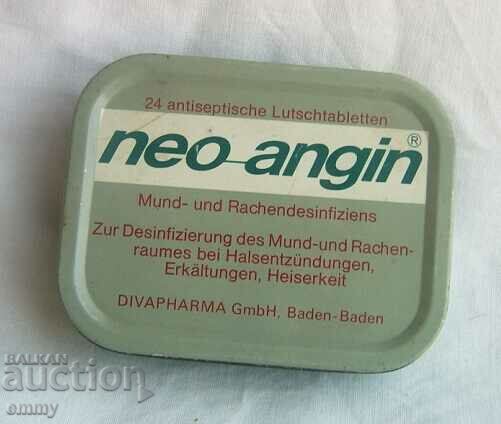 24 antiseptische Lutschtabletten
neo-angin®
Mund- und Rachendesinfiziens
Zur Desinfizierung des Mund-und Rachen-
raumes bei Halsentzündungen,
Erkältungen, Heiserkeit
DIVAPHARMA GmbH, Baden-Baden
BALKAN
auction
emmy